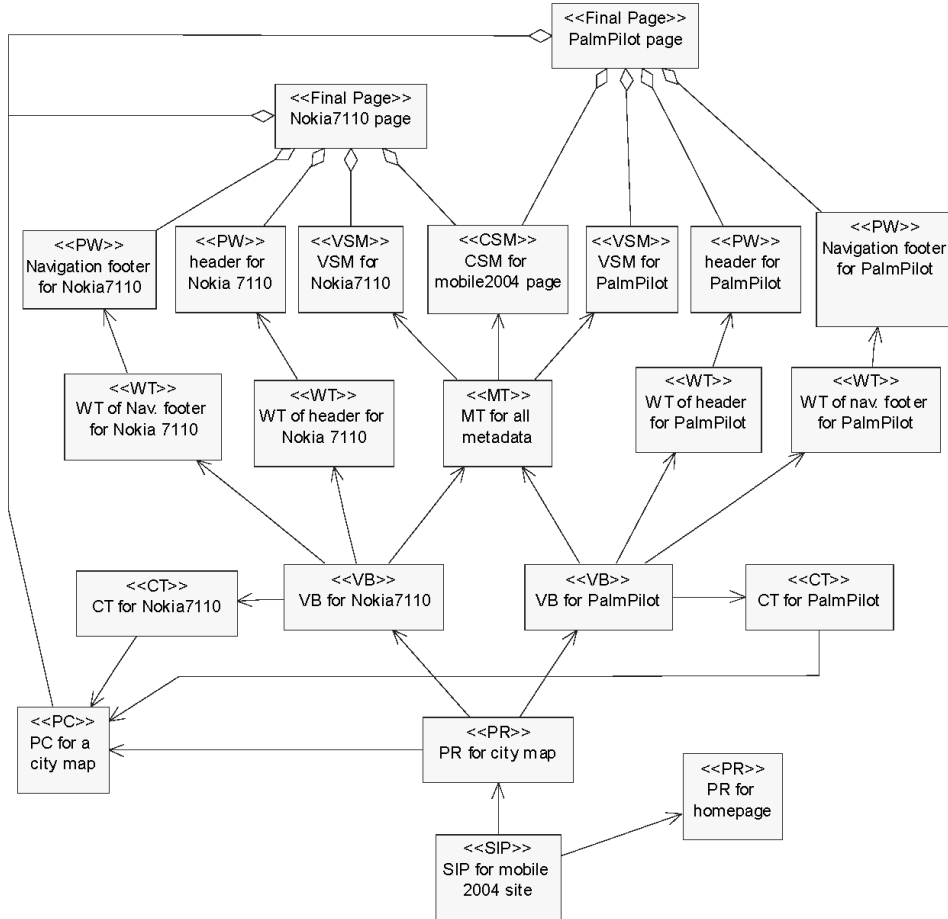 <<Final Page>>
PalmPilot page
<<Final Page>>
Nokia7110 page
<<PW>>
Navigation footer
for Nokia7110
<<PW>>
header for
Nokia 7110
<<VSM>>
VSM for
Nokia7110
<<CSM>>
CSM for
mobile2004 page
<<VSM>>
VSM for
PalmPilot
<<PW>>
header for
PalmPilot
<<PW>>
Navigation footer
for PalmPilot
<<WT>>
WT of Nav. footer
for Nokia 7110
<<WT>>
WT of header for
Nokia 7110
<<MT>>
MT for all
metadata
<<WT>>
WT of header
for PalmPilot
<<WT>>
WT of nav. footer
for PalmPilot
<<CT>>
CT for Nokia7110
<<VB>>
VB for Nokia7110
<<VB>>
VB for PalmPilot
<<CT>>
CT for PalmPilot
<<PC>>
PC for a
city map
<<PR>>
PR for city map
<<PR>>
PR for
homepage
<<SIP>>
SIP for mobile
2004 site